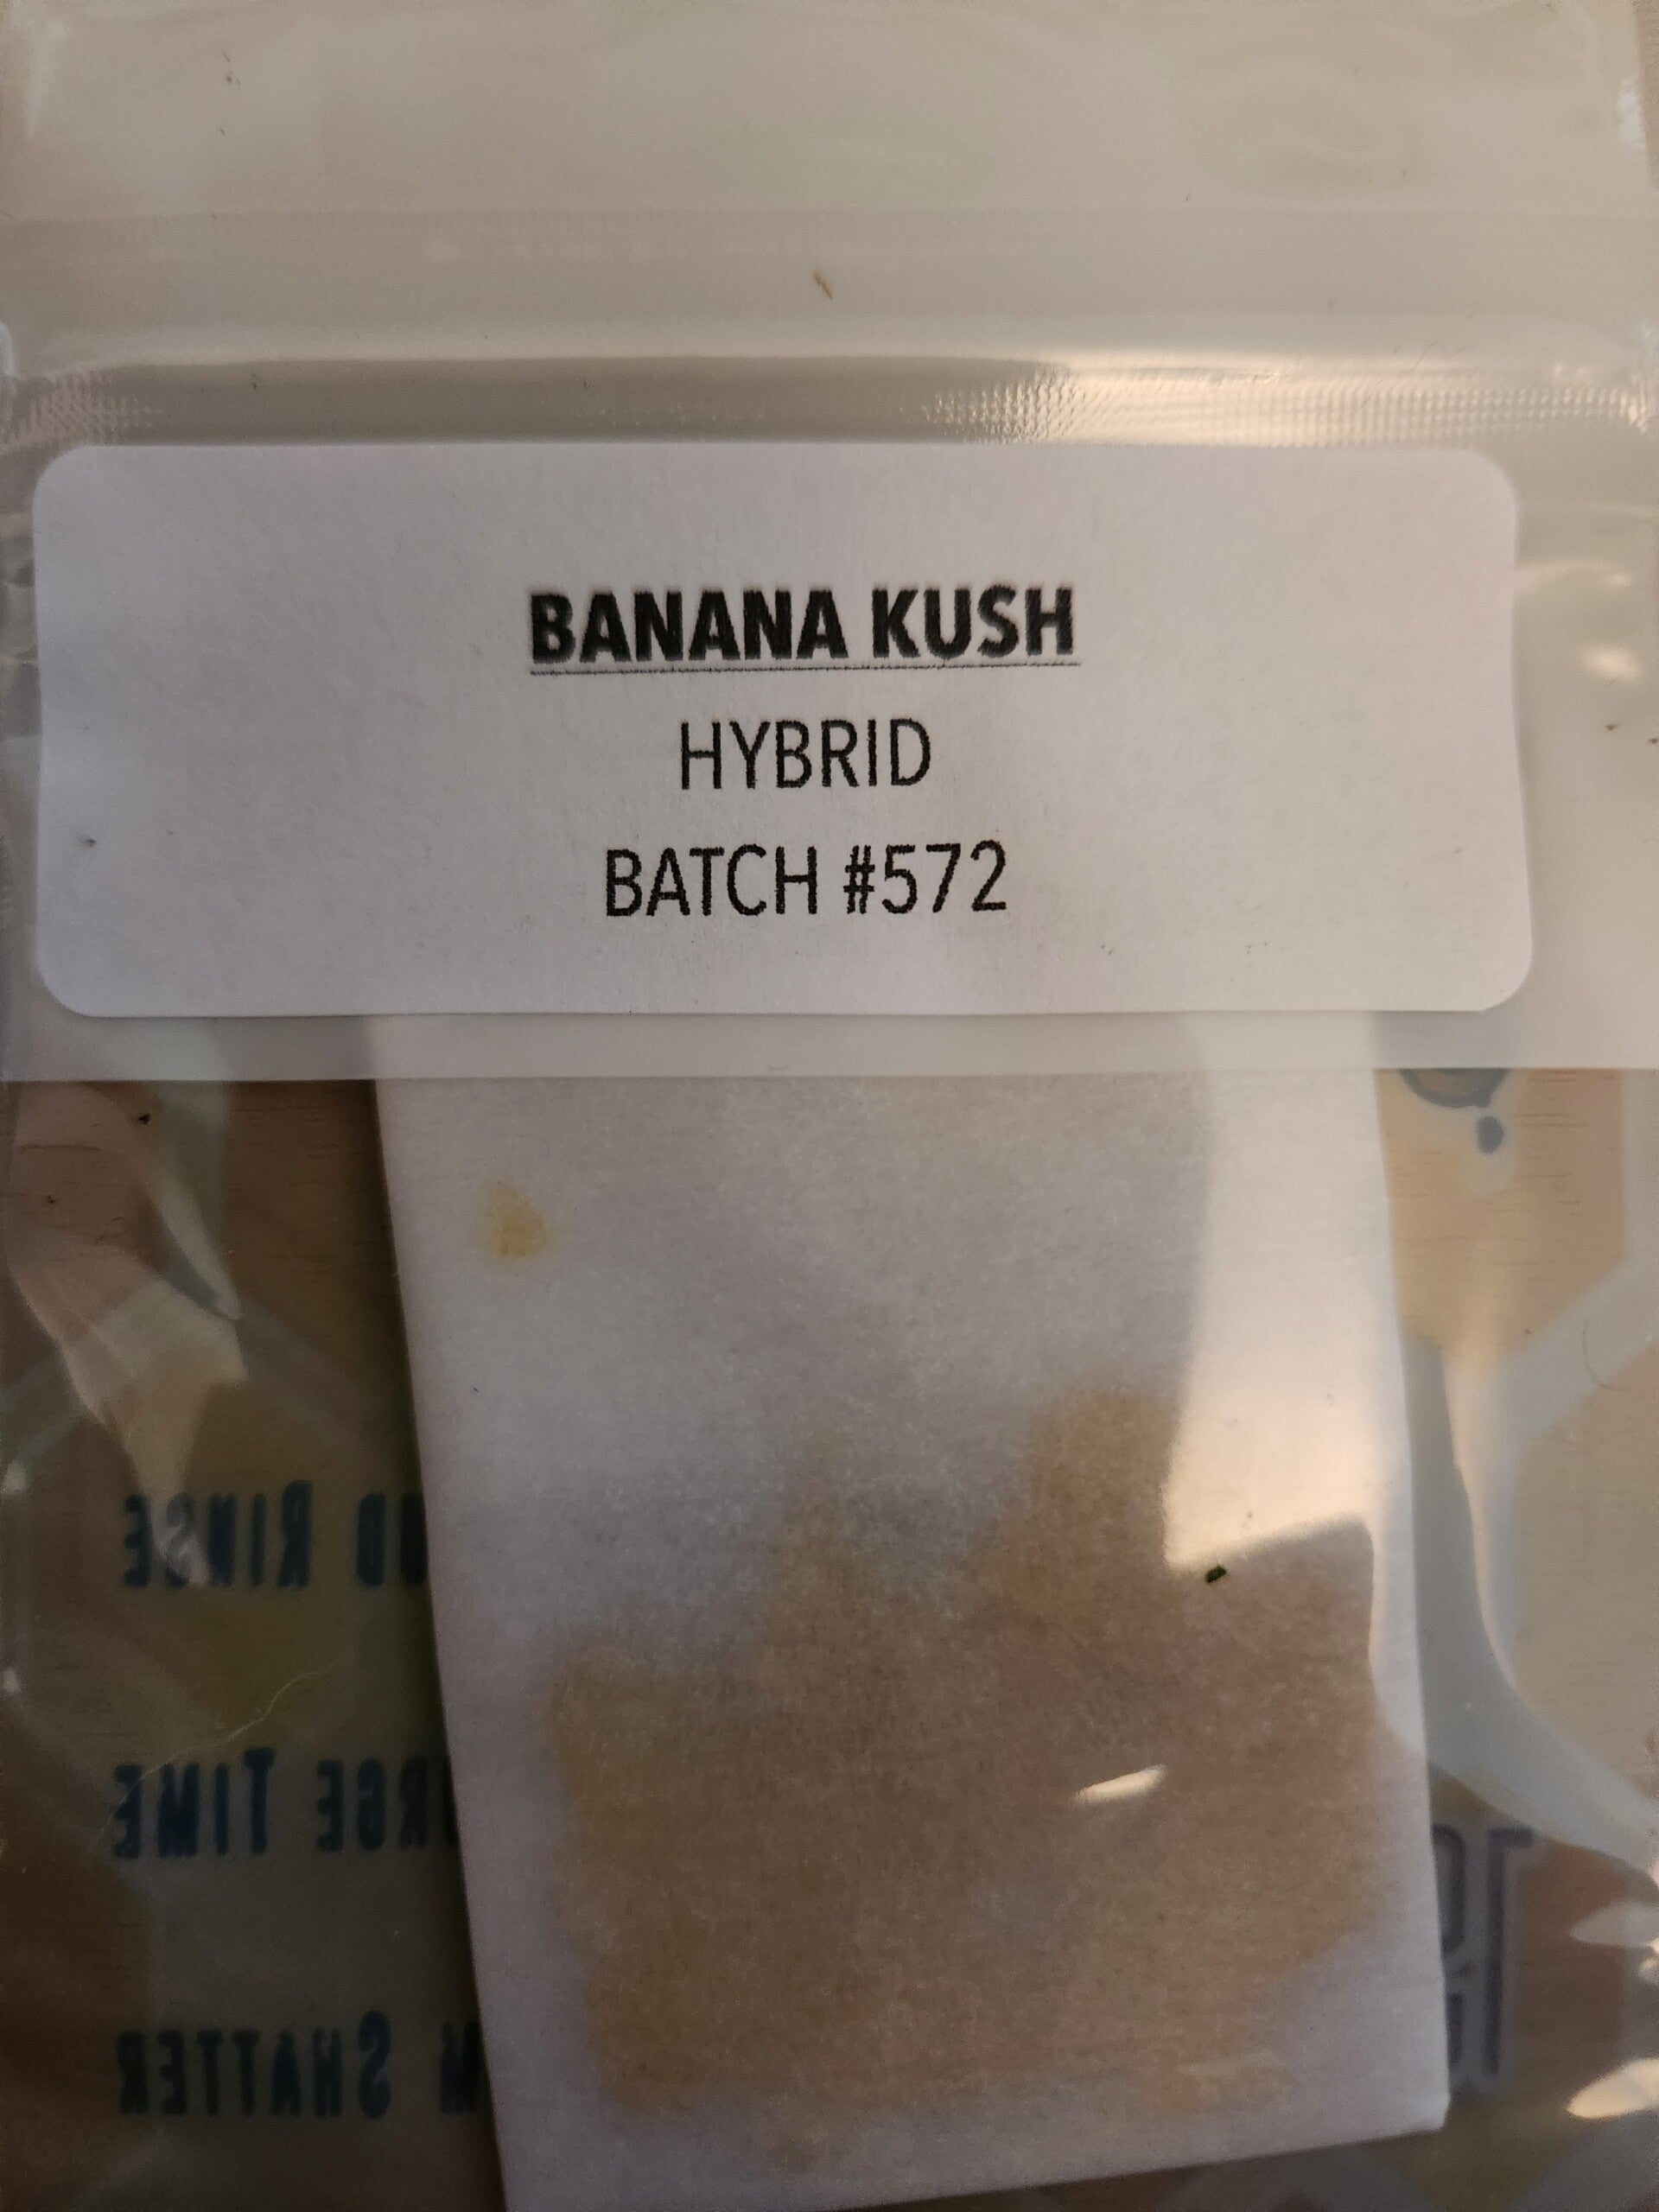 BANANA KUSH
HYBRID
BATCH #572
RINSE
TIME
SHATTER